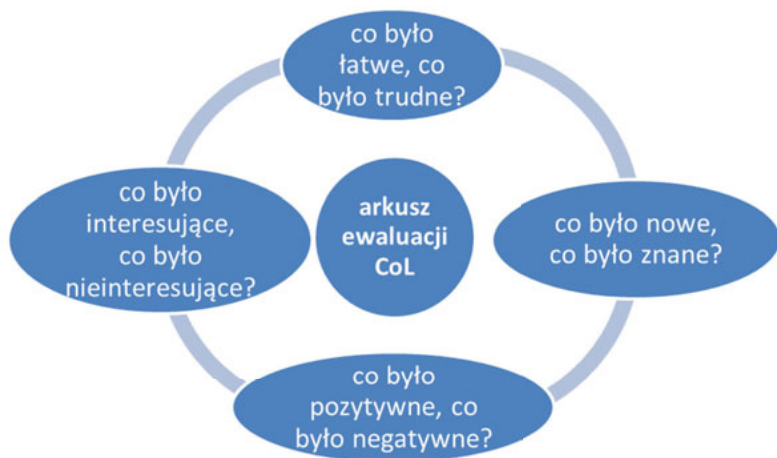 co było
łatwe, co
było trudne?
co było
interesujące,
co było
nieinteresujące?
arkusz
ewaluacji
CoL
co było nowe,
co było znane?
co było
pozytywne, co
było negatywne?